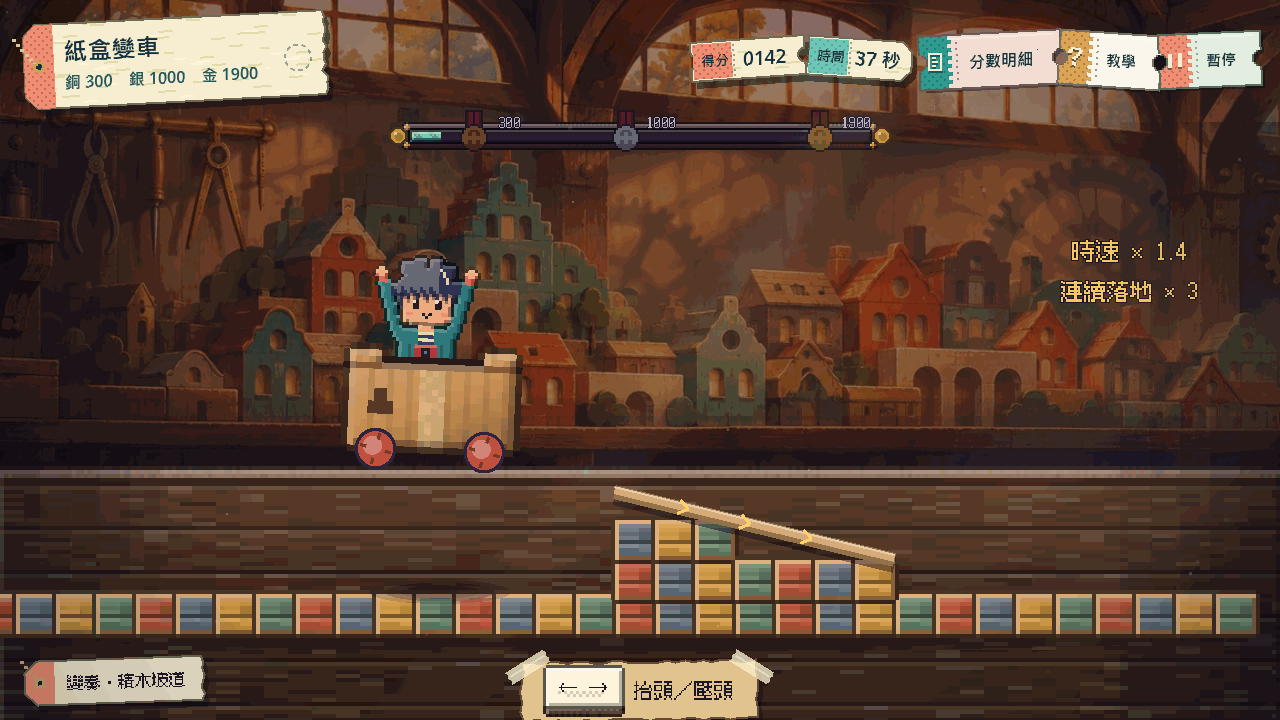 紙盒變車
銅 300 銀 1000 金 1900
得分 0142 時間 37 秒
分數明細
? 教學
暫停
300 1000 1900
時速 × 1.4
連續落地 × 3
變奏·積木坡道
抬頭／壓頭